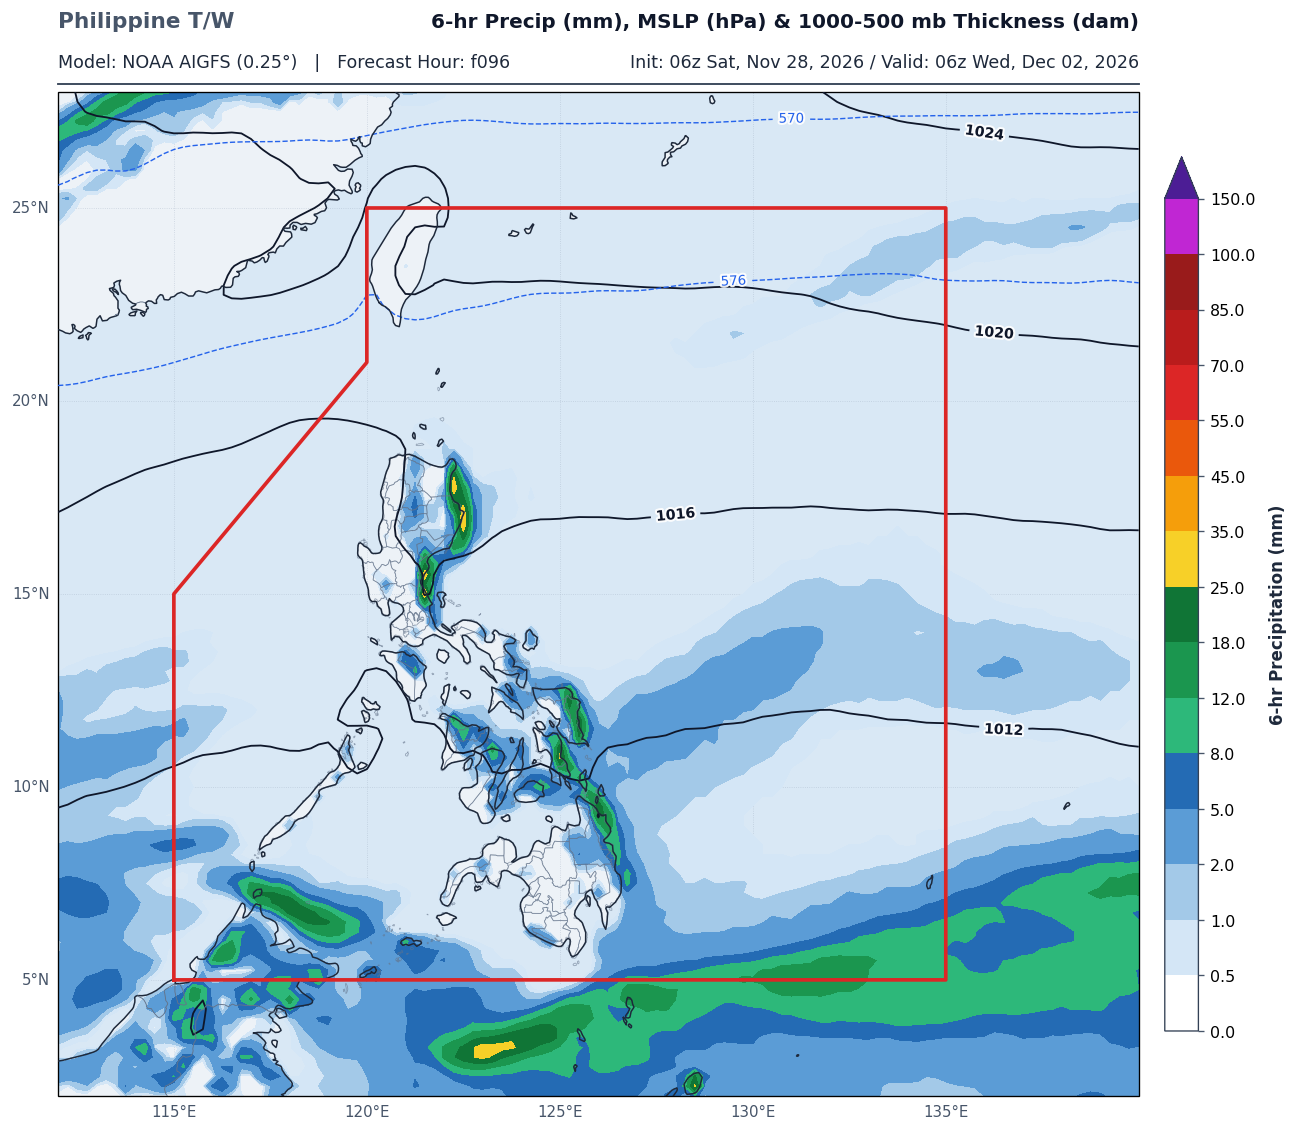 Philippine T/W
6-hr Precip (mm), MSLP (hPa) & 1000-500 mb Thickness (dam)
Model: NOAA AIGFS (0.25°) | Forecast Hour: f096
Init: 06z Sat, Nov 28, 2026 / Valid: 06z Wed, Dec 02, 2026
570
1024
25°N
576
1020
20°N
1016
15°N
1012
10°N
5°N
115°E
120°E
125°E
130°E
135°E
150.0
100.0
85.0
70.0
55.0
45.0
35.0
25.0
18.0
12.0
8.0
5.0
2.0
1.0
0.5
0.0
6-hr Precipitation (mm)